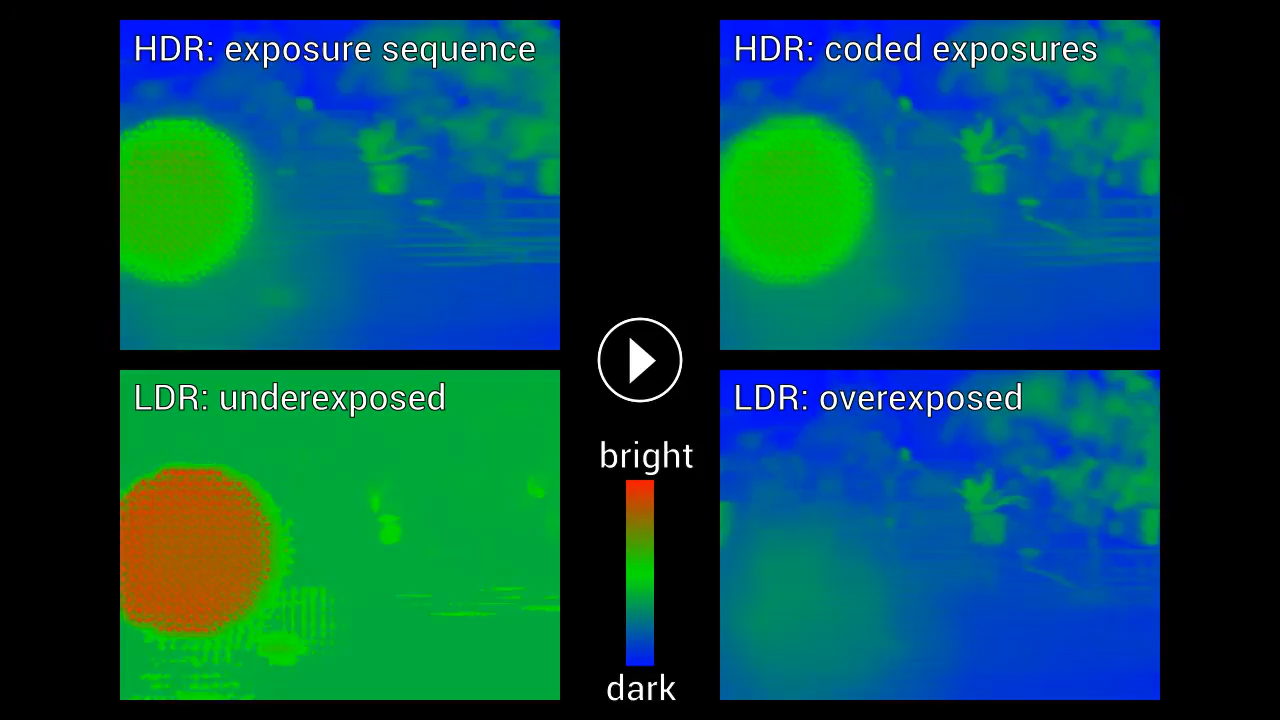 HDR: exposure sequence
HDR: coded exposures
LDR: underexposed
LDR: overexposed
bright
dark